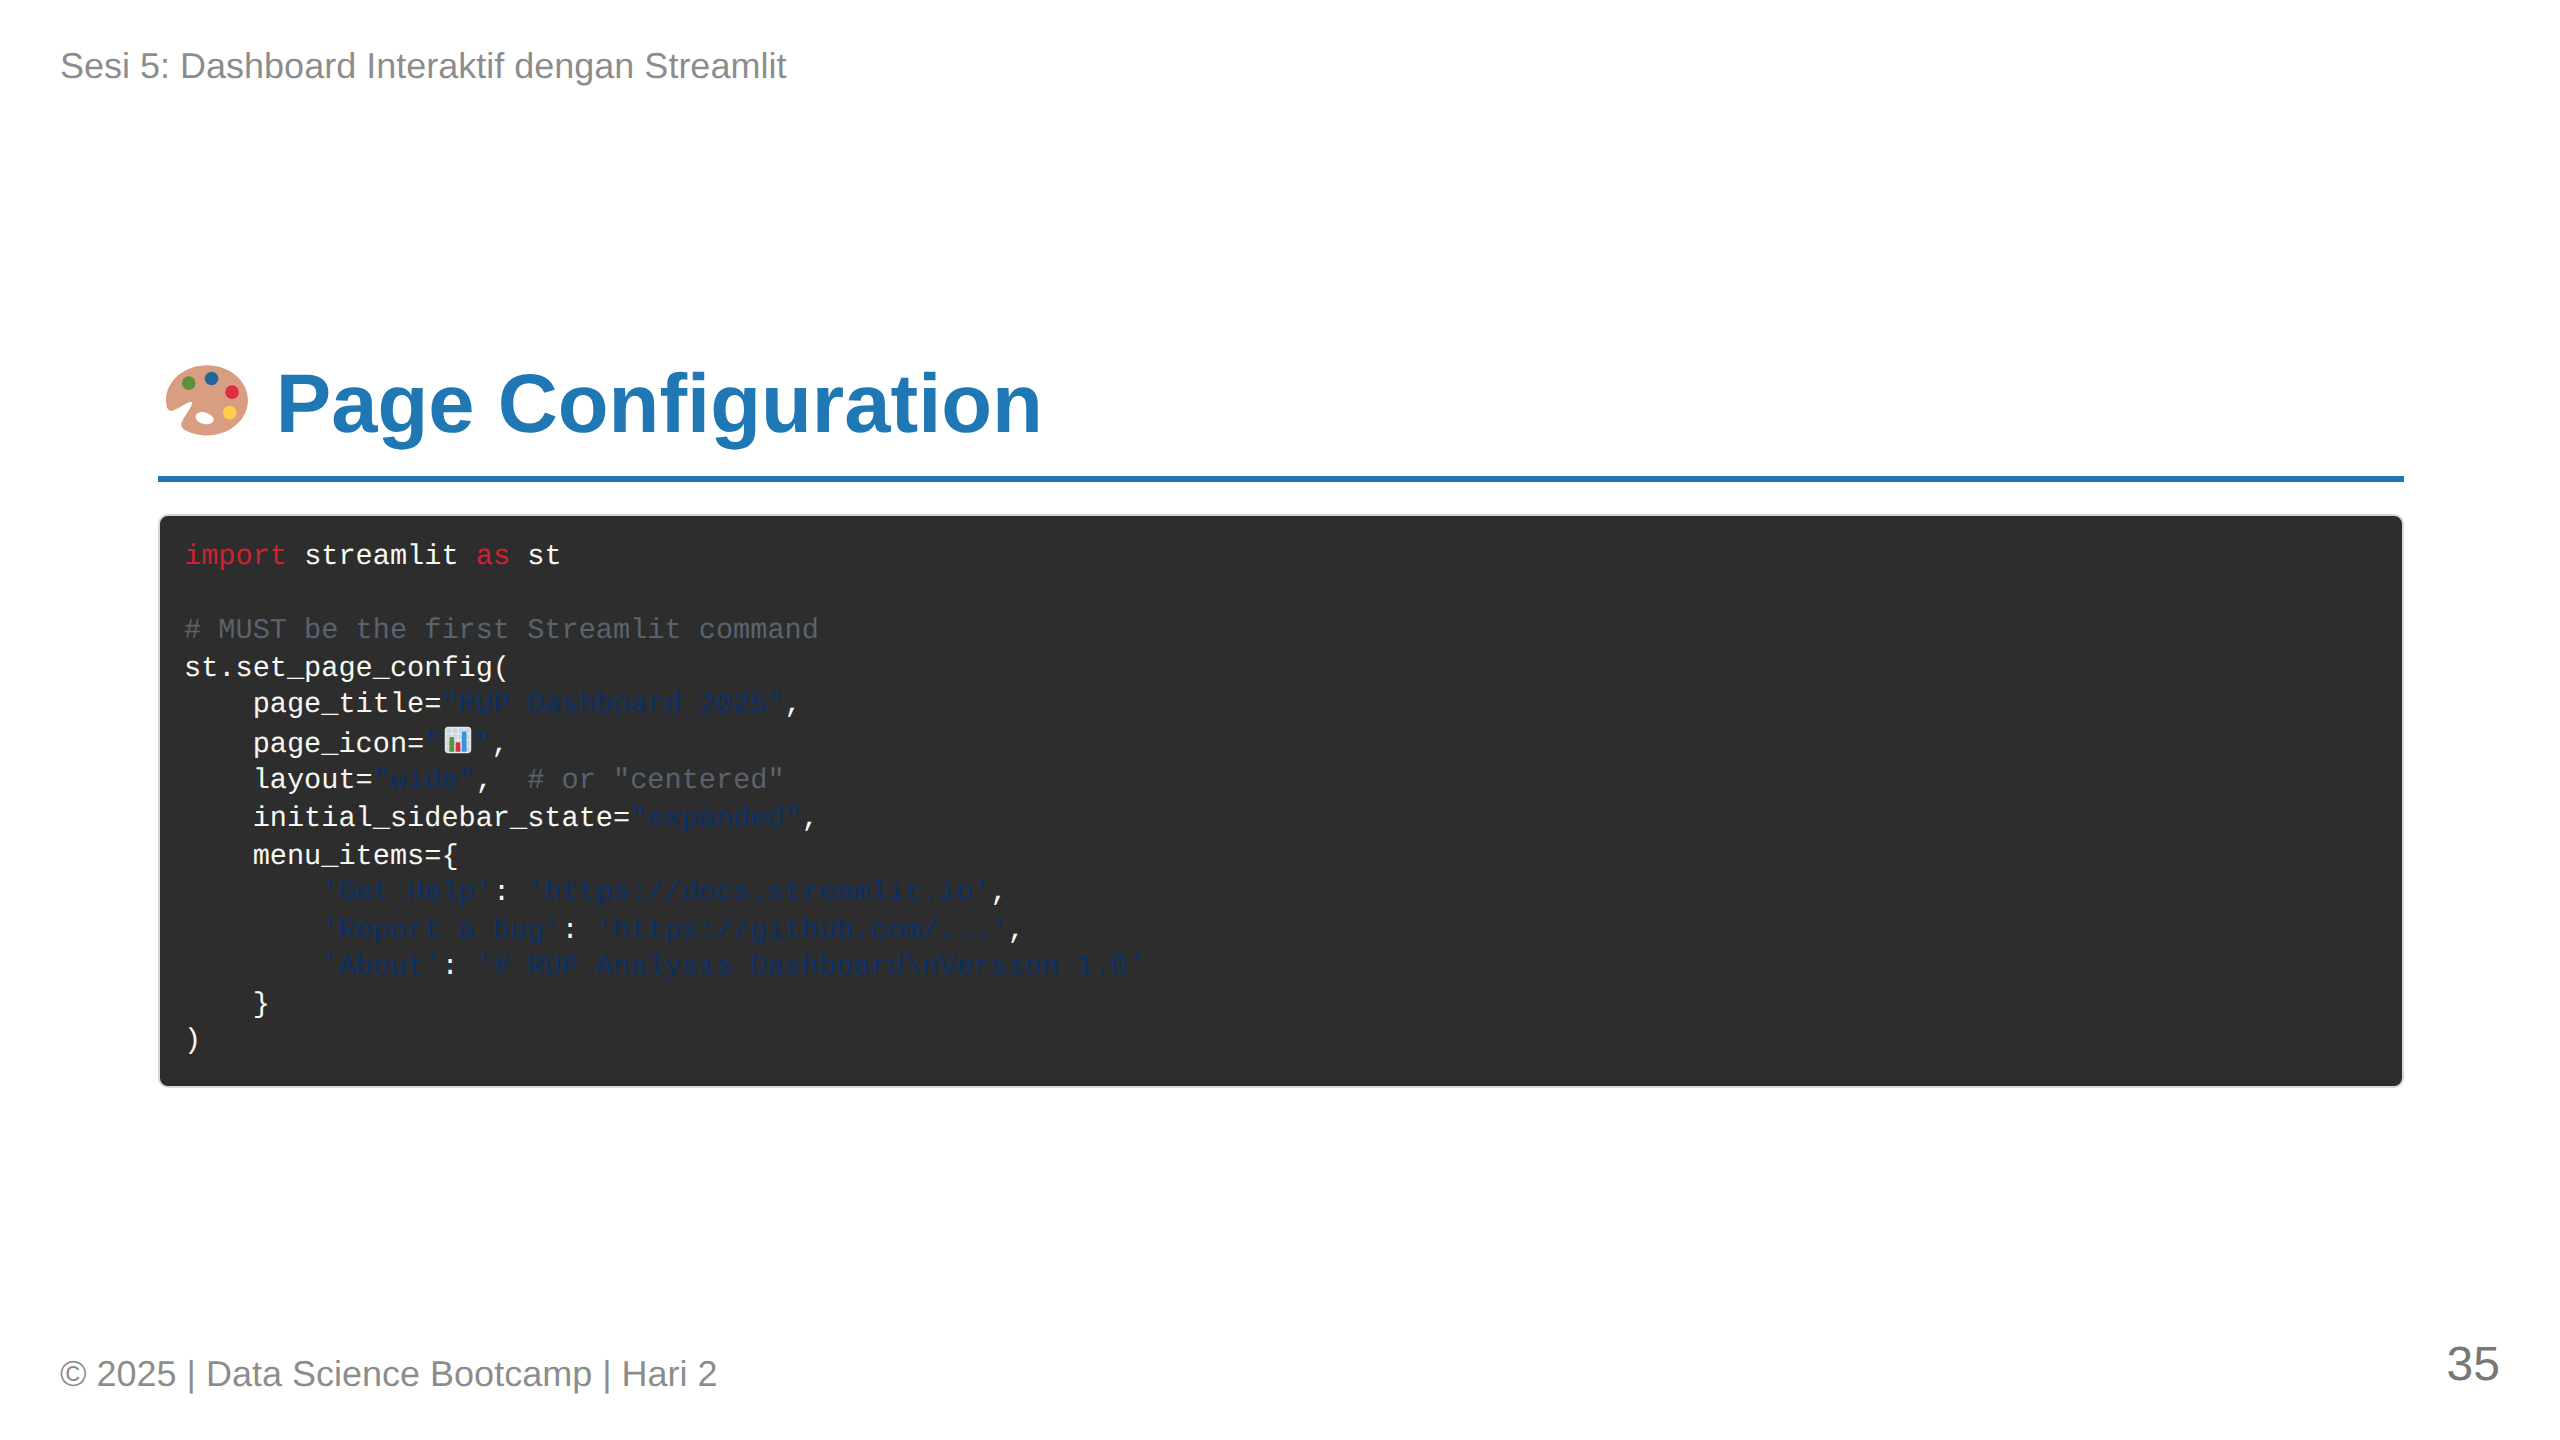 Sesi 5: Dashboard Interaktif dengan Streamlit
🎨 Page Configuration
import streamlit as st
# MUST be the first Streamlit command
st.set_page_config(
    page_title="RUP Dashboard 2025",
    page_icon="📊",
    layout="wide",  # or "centered"
    initial_sidebar_state="expanded",
    menu_items={
        'Get Help': 'https://docs.streamlit.io',
        'Report a bug': 'https://github.com/...',
        'About': '# RUP Analysis Dashboard\nVersion 1.0'
    }
)
© 2025 | Data Science Bootcamp | Hari 2
35